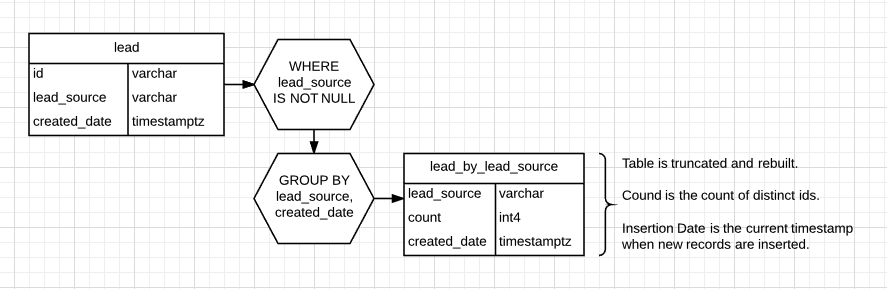 lead
id varchar
lead_source varchar
created_date timestamptz
WHERE
lead_source
IS NOT NULL
GROUP BY
lead_source,
created_date
lead_by_lead_source
lead_source varchar
count int4
created_date timestamptz
Table is truncated and rebuilt.
Cound is the count of distinct ids.
Insertion Date is the current timestamp
when new records are inserted.